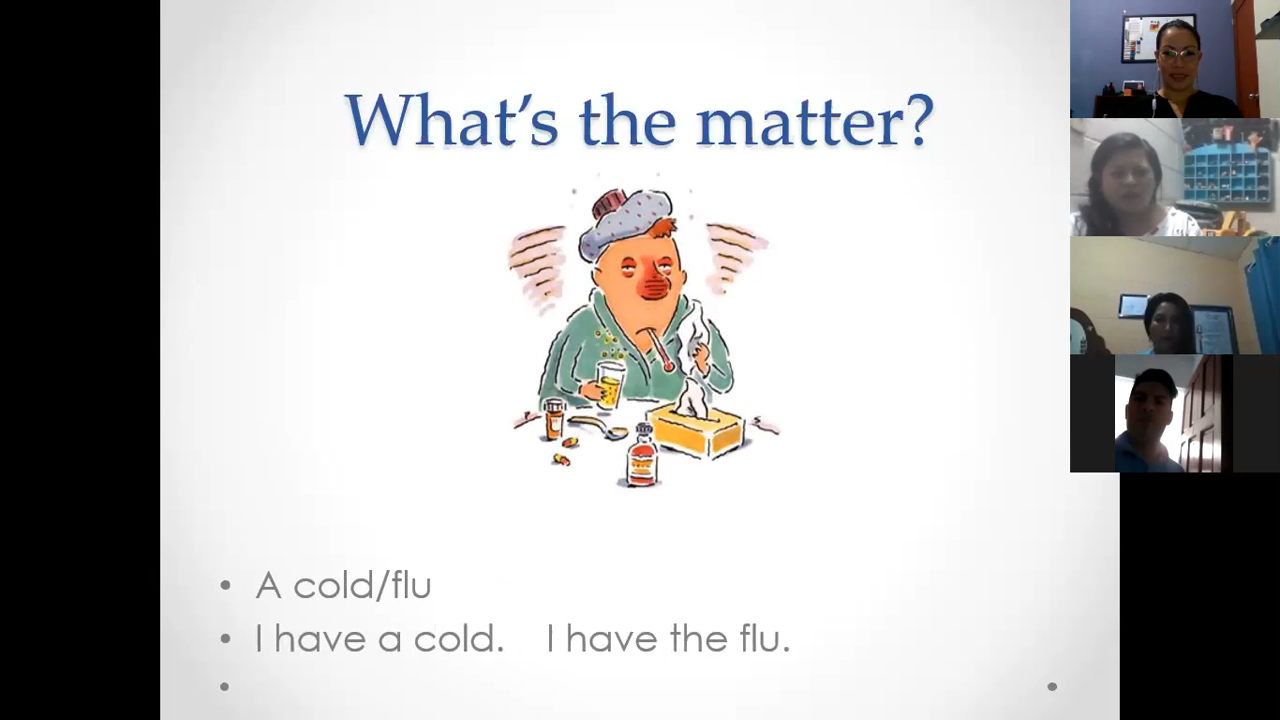 What's the matter?
• A cold/flu
• I have a cold. I have the flu.